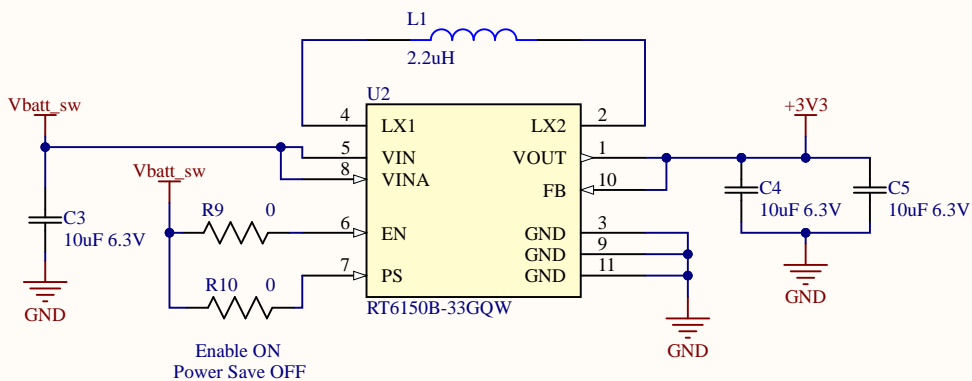 L1
2.2uH
Vbatt_sw
U2
+3V3
4 LX1 LX2 2
5 VIN VOUT 1
8 VINA FB 10
Vbatt_sw
C3
10uF 6.3V
R9 0
6 EN GND 3
GND 9
7 PS GND 11
R10 0
C4
10uF 6.3V
C5
10uF 6.3V
GND
RT6150B-33GQW
GND
GND
Enable ON
Power Save OFF